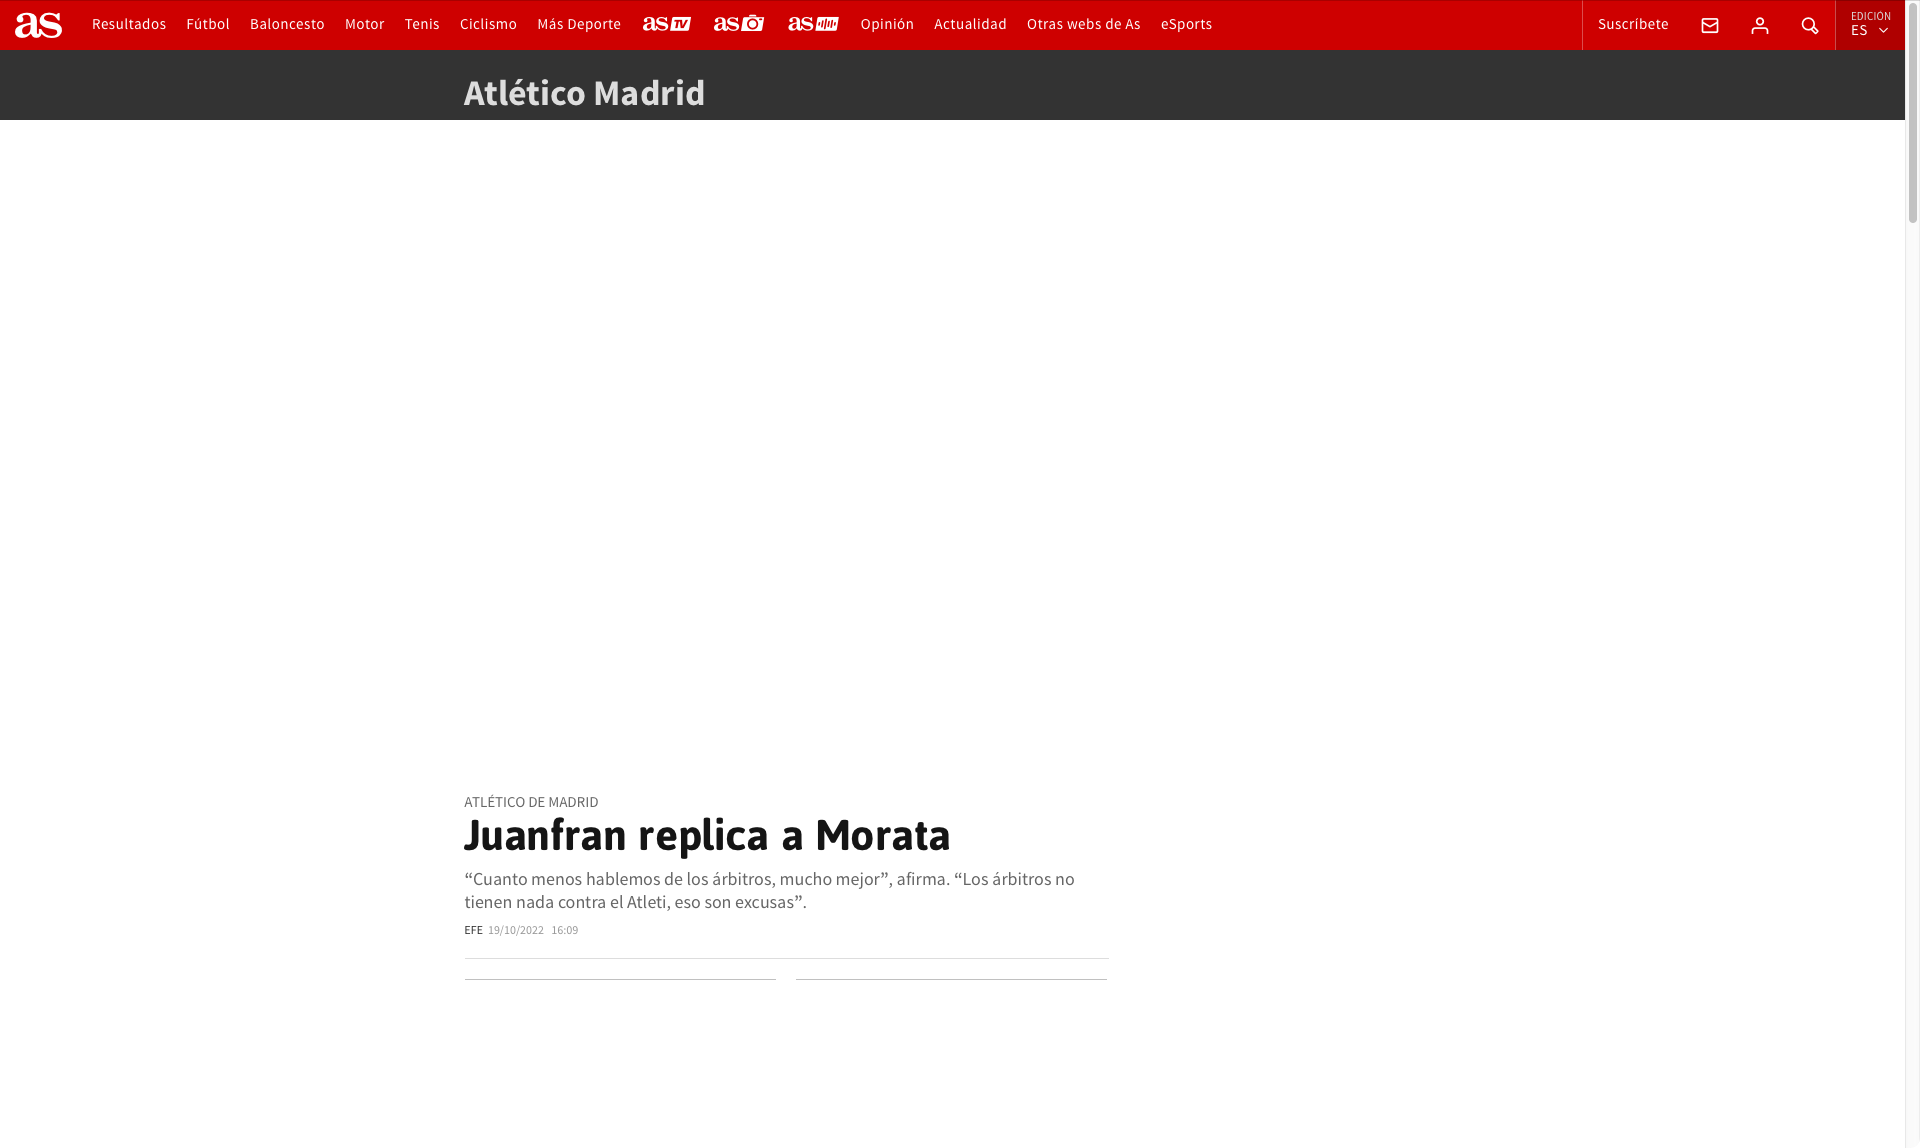 as
Resultados
Fútbol
Baloncesto
Motor
Tenis
Ciclismo
Más Deporte
as TV
as
as
Opinión
Actualidad
Otras webs de As
eSports
Suscríbete
EDICIÓN
ES
Atlético Madrid
ATLÉTICO DE MADRID
Juanfran replica a Morata
“Cuanto menos hablemos de los árbitros, mucho mejor”, afirma. “Los árbitros no
tienen nada contra el Atleti, eso son excusas”.
EFE 19/10/2022 16:09